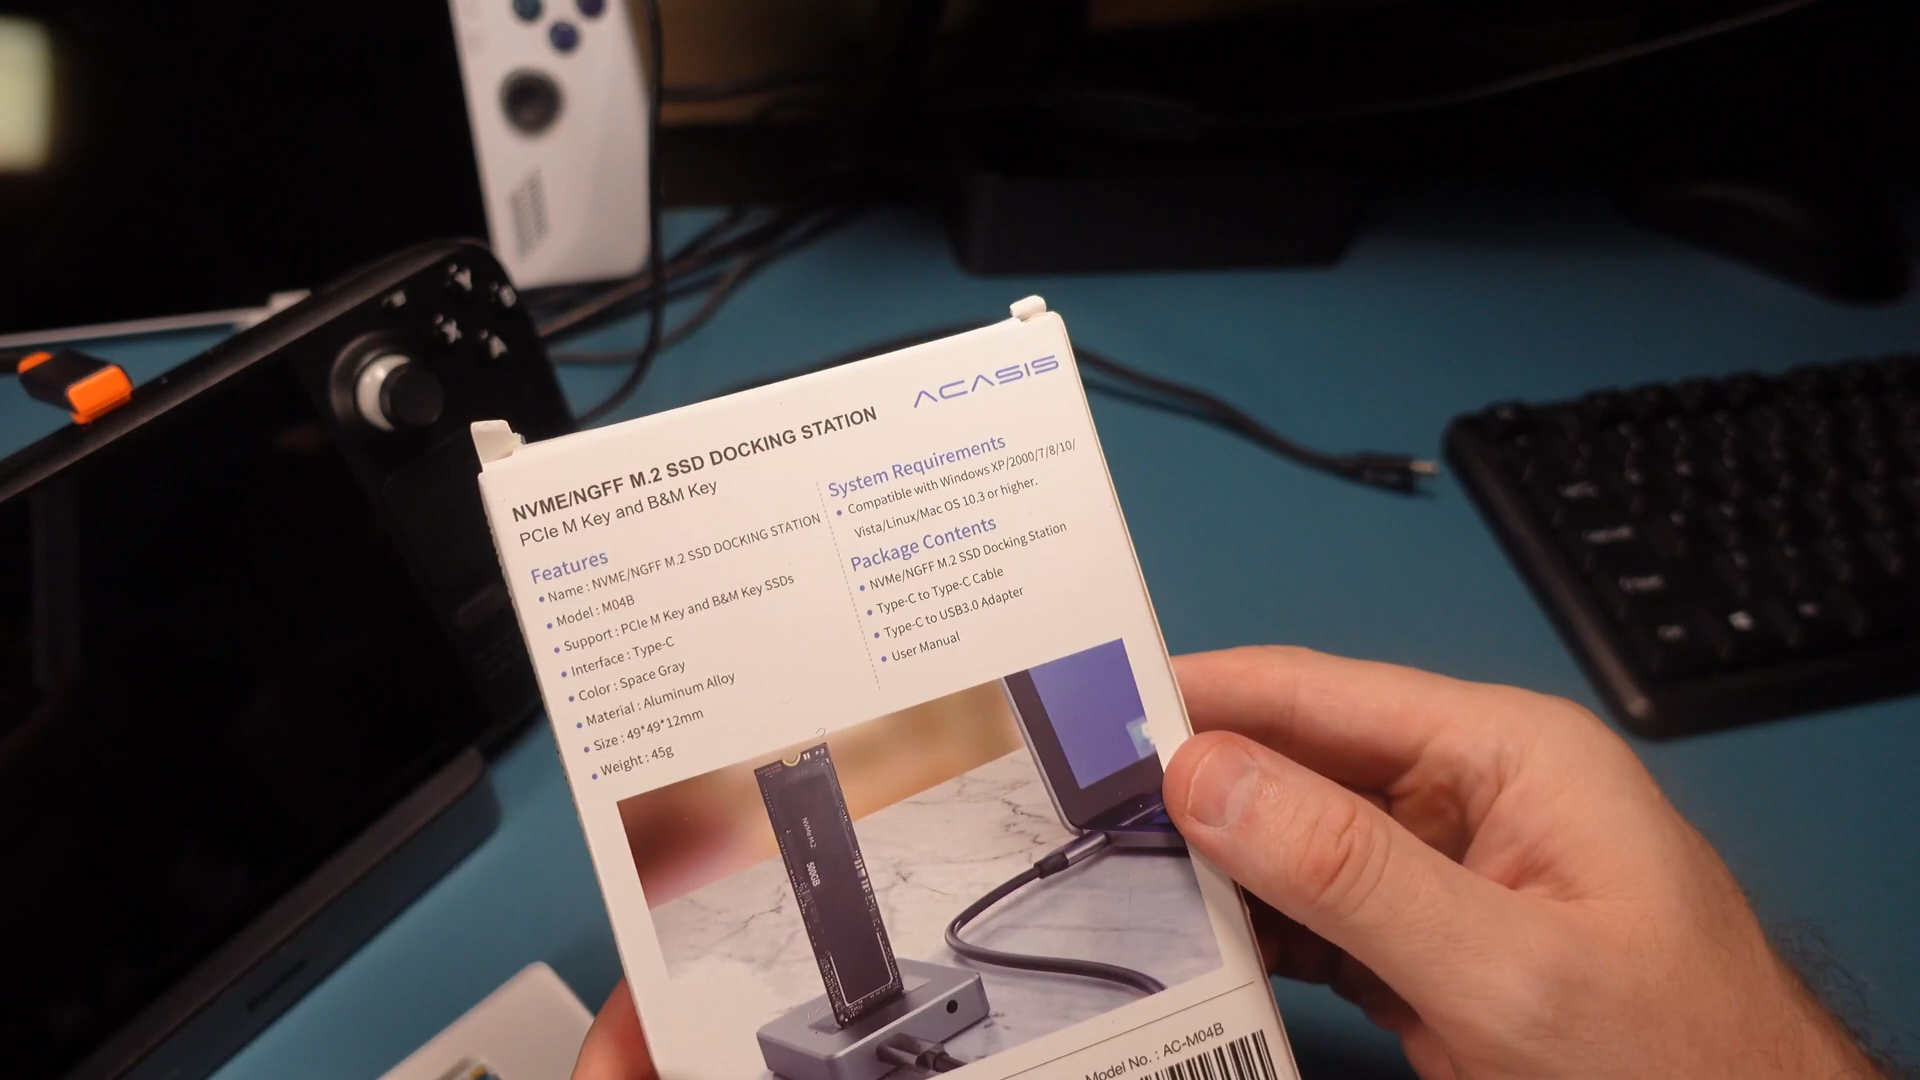 ACASIS
NVME/NGFF M.2 SSD DOCKING STATION
PCIe M Key and B&M Key
Features
• Name : NVME/NGFF M.2 SSD DOCKING STATION
• Model : M04B
• Support : PCIe M Key and B&M Key SSDs
• Interface : Type-C
• Color : Space Gray
• Material : Aluminum Alloy
• Size : 49*49*12mm
• Weight : 45g
System Requirements
• Compatible with Windows XP/2000/7/8/10/
Vista/Linux/Mac OS 10.3 or higher.
Package Contents
• NVMe/NGFF M.2 SSD Docking Station
• Type-C to Type-C Cable
• Type-C to USB3.0 Adapter
• User Manual
NVMe M.2
500GB
Model No. : AC-M04B
Y
X
A